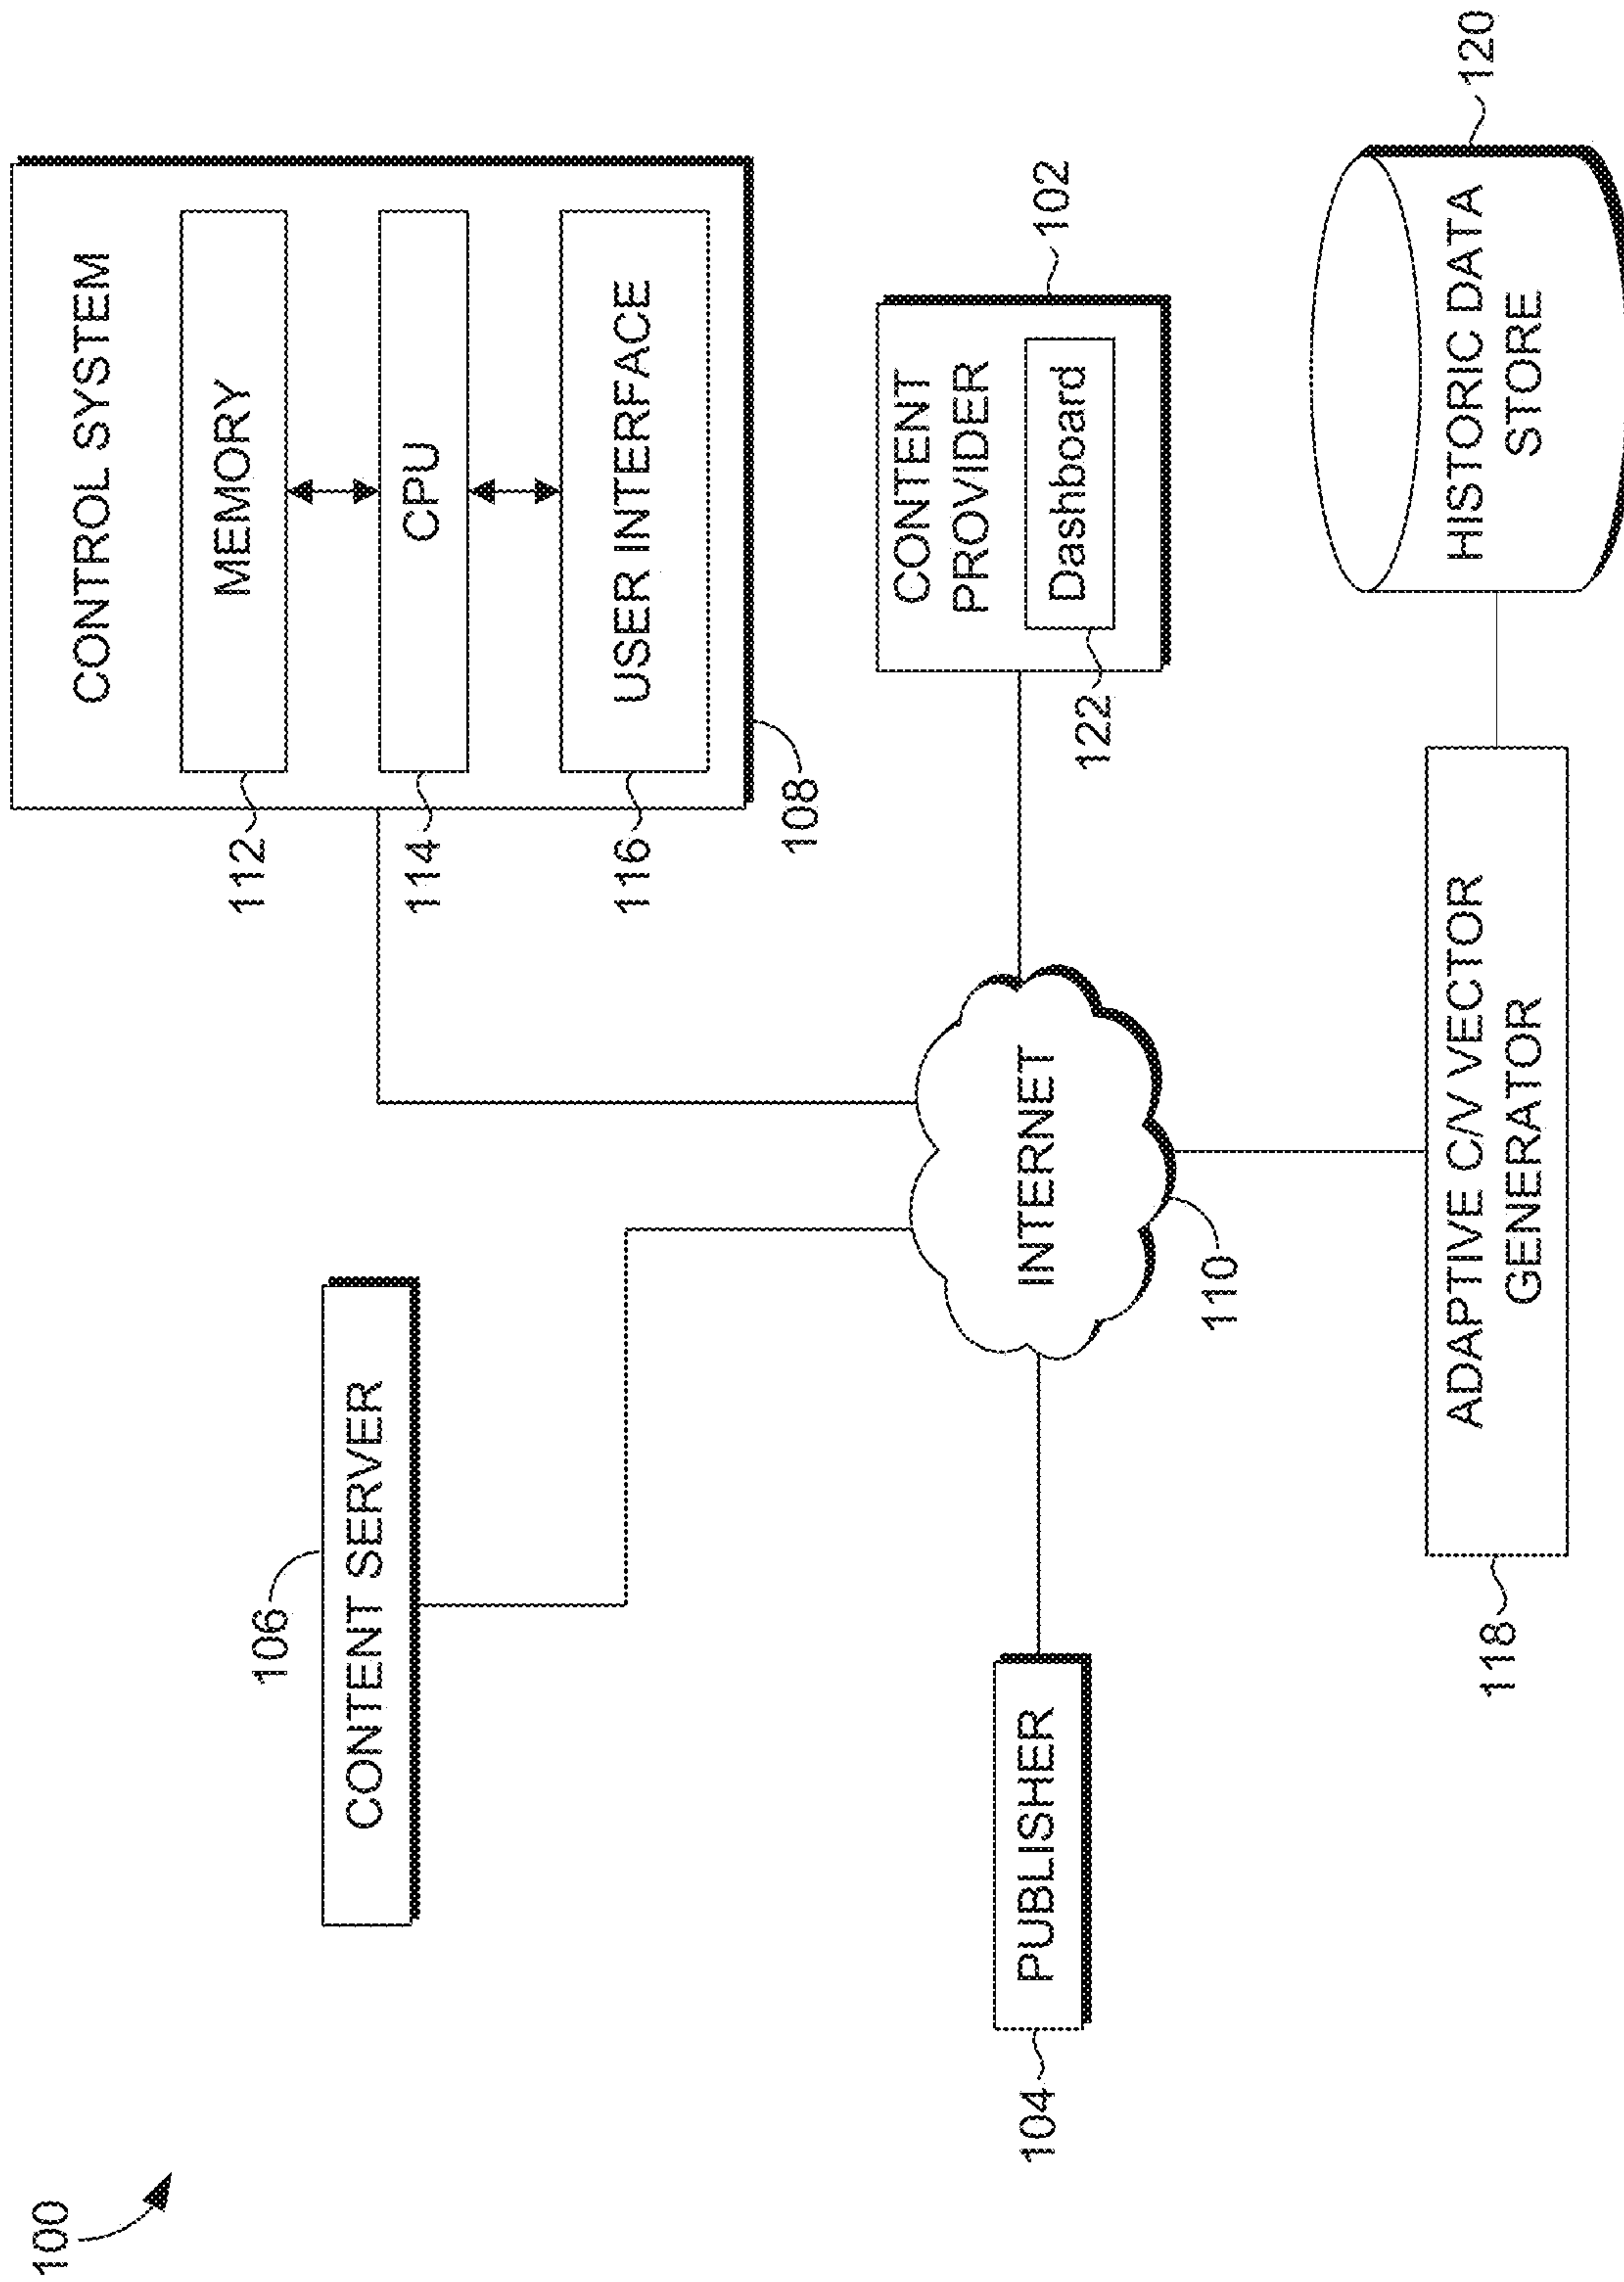 100
106
CONTENT SERVER
CONTROL SYSTEM
MEMORY
112
CPU
114
USER INTERFACE
116
108
104
PUBLISHER
INTERNET
110
CONTENT
PROVIDER
Dashboard
102
122
118
ADAPTIVE C/V VECTOR
GENERATOR
HISTORIC DATA
STORE
120